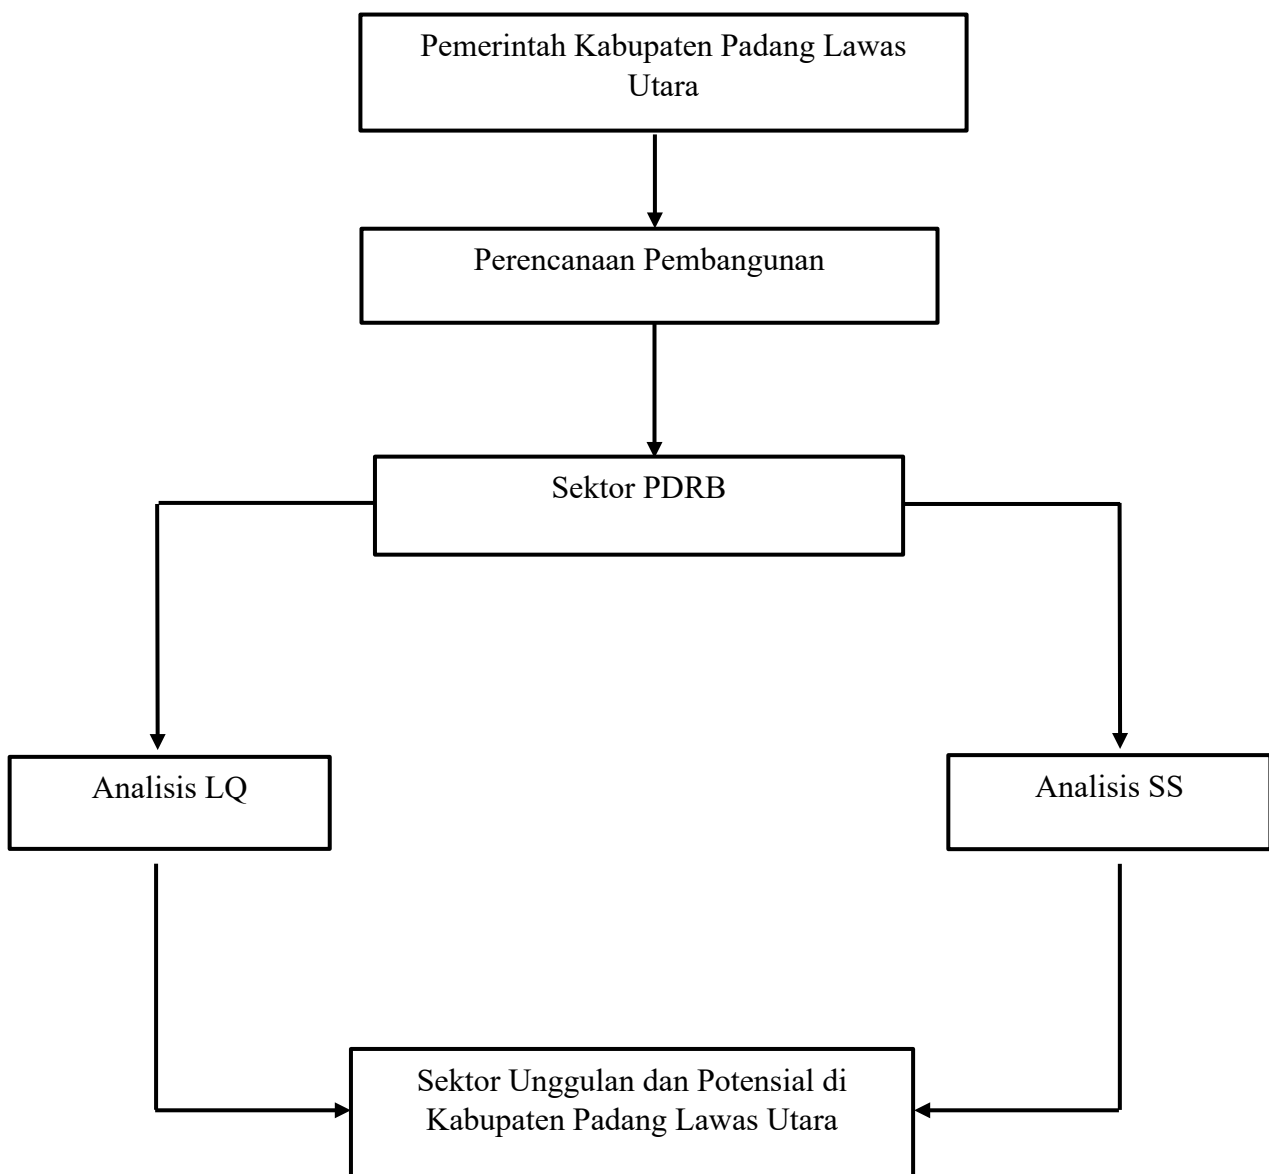 Pemerintah Kabupaten Padang Lawas
Utara
Perencanaan Pembangunan
Sektor PDRB
Analisis LQ
Analisis SS
Sektor Unggulan dan Potensial di
Kabupaten Padang Lawas Utara